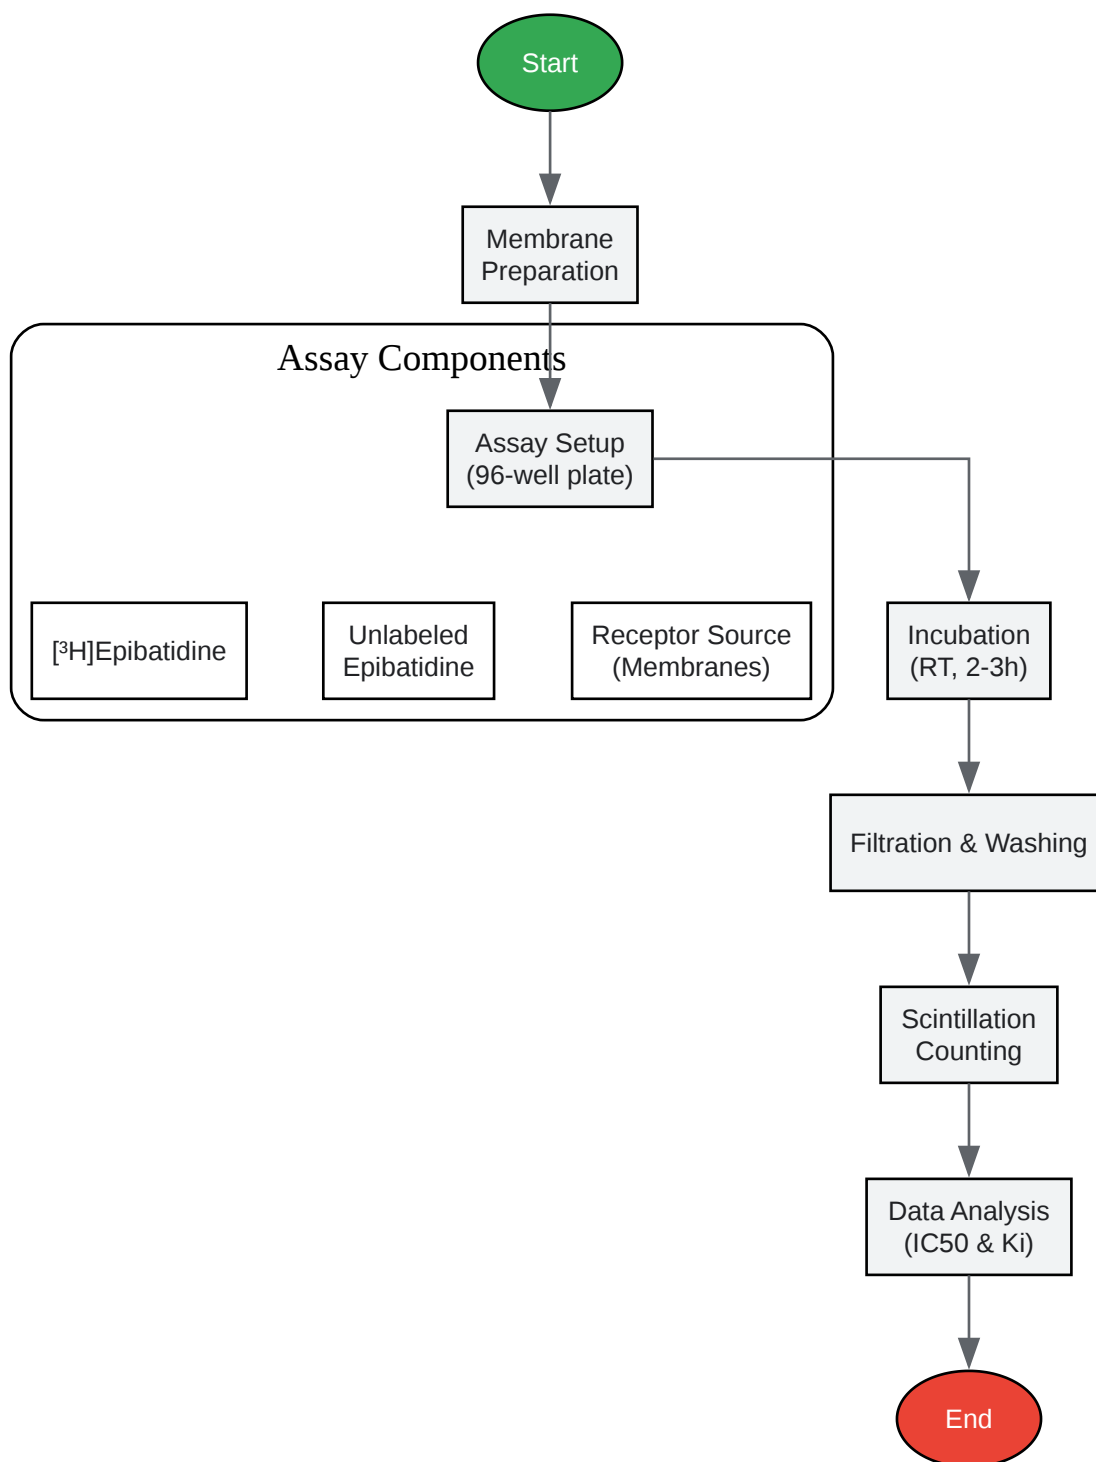 Start
Membrane
Preparation
Assay Components
Assay Setup
(96-well plate)
[³H]Epibatidine
Unlabeled
Epibatidine
Receptor Source
(Membranes)
Incubation
(RT, 2-3h)
Filtration & Washing
Scintillation
Counting
Data Analysis
(IC50 & Ki)
End